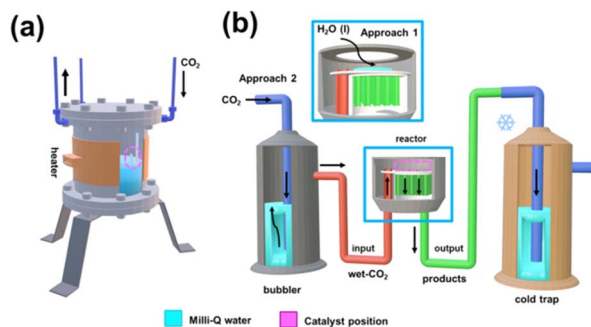 (a)
CO₂
heater
(b)
H₂O (l) Approach 1
Approach 2
CO₂
reactor
input
output
wet-CO₂
products
bubbler
cold trap
Milli-Q water
Catalyst position